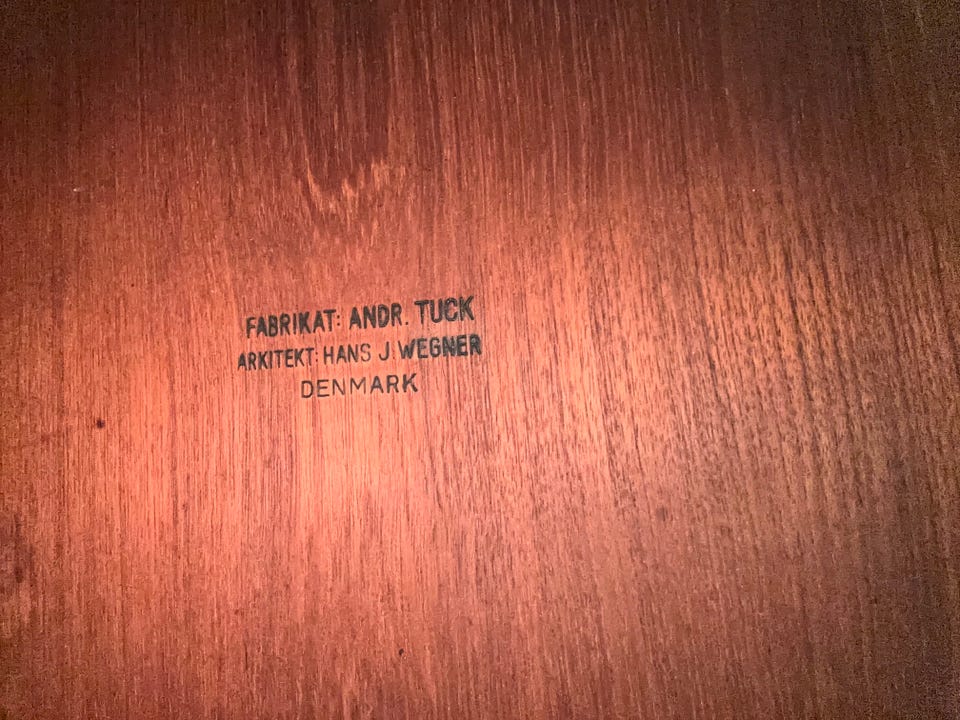 FABRIKAT: ANDR. TUCK
ARKITEKT: HANS J. WEGNER
DENMARK